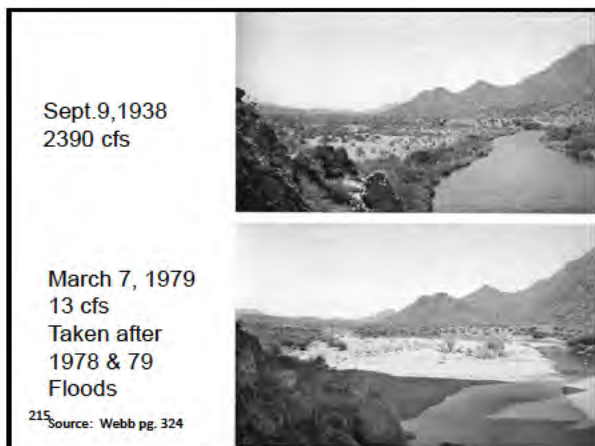 Sept.9,1938
2390 cfs
March 7, 1979
13 cfs
Taken after
1978 & 79
Floods
215 Source: Webb pg. 324